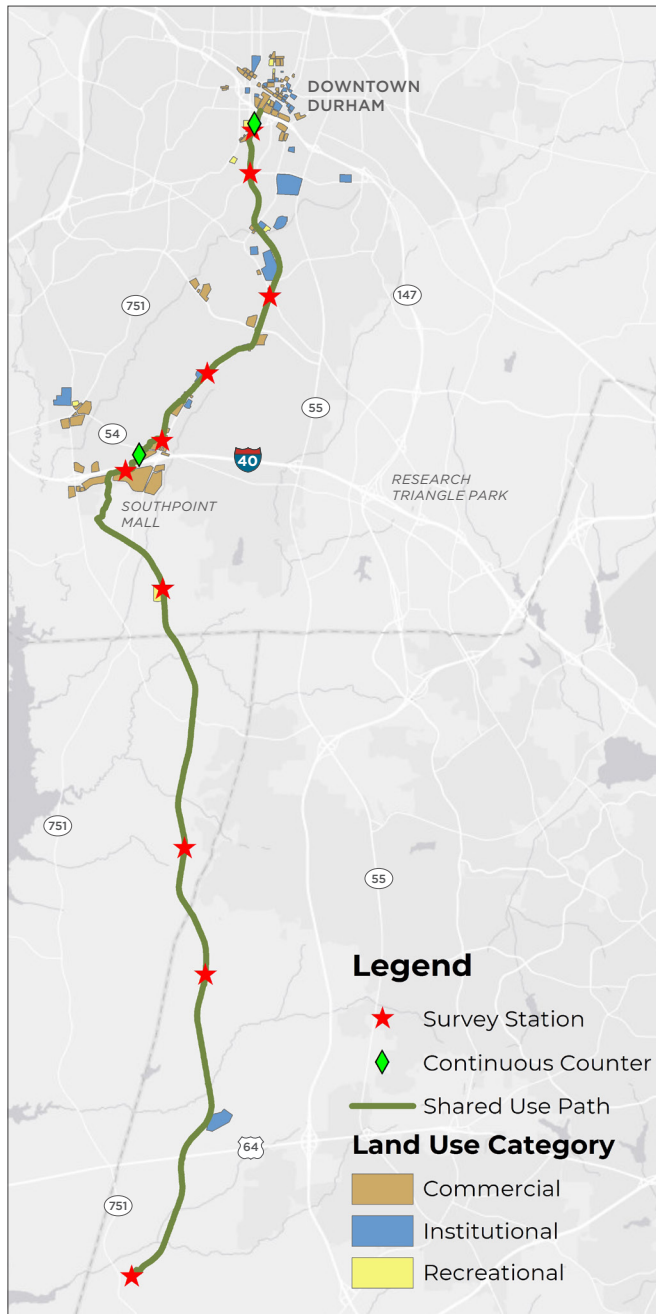 DOWNTOWN
DURHAM
147
751
55
54
40
RESEARCH
TRIANGLE PARK
SOUTHPOINT
MALL
751
55
Legend
Survey Station
Continuous Counter
Shared Use Path
Land Use Category
64
Commercial
751
Institutional
Recreational